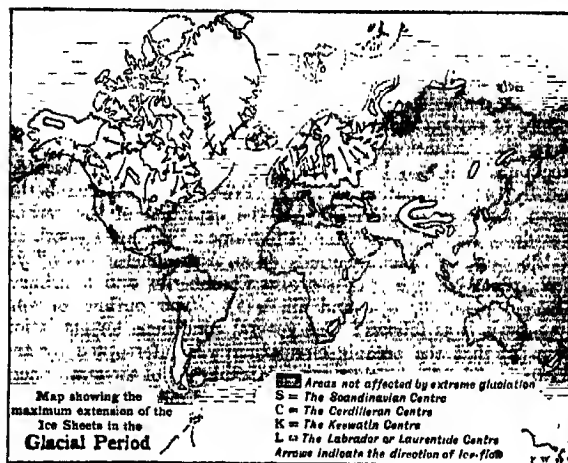 K
Map showing the
maximum extension of the
Ice Sheets in the
Glacial Period
Areas not affected by extreme glaciation
S = The Scandinavian Centre
C = The Cordilleran Centre
K = The Keewatin Centre
L = The Labrador or Laurentide Centre
Arrows indicate the direction of Ice-flow